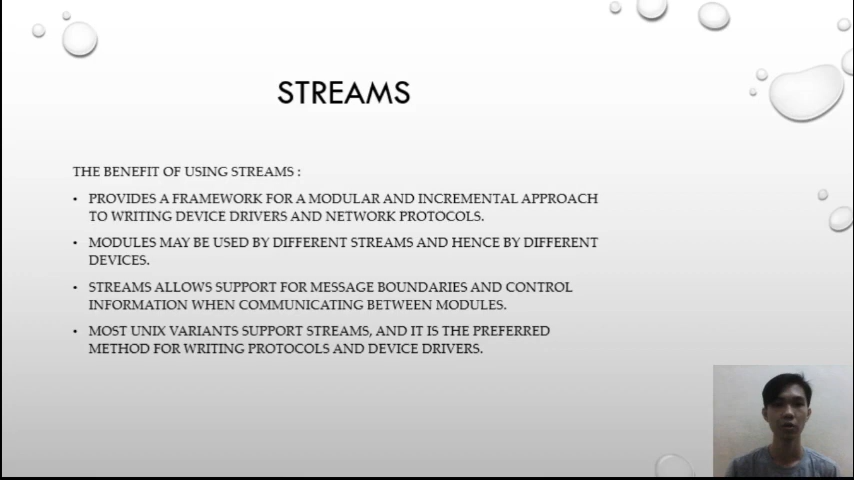 STREAMS
THE BENEFIT OF USING STREAMS :
• PROVIDES A FRAMEWORK FOR A MODULAR AND INCREMENTAL APPROACH
TO WRITING DEVICE DRIVERS AND NETWORK PROTOCOLS.
• MODULES MAY BE USED BY DIFFERENT STREAMS AND HENCE BY DIFFERENT
DEVICES.
• STREAMS ALLOWS SUPPORT FOR MESSAGE BOUNDARIES AND CONTROL
INFORMATION WHEN COMMUNICATING BETWEEN MODULES.
• MOST UNIX VARIANTS SUPPORT STREAMS, AND IT IS THE PREFERRED
METHOD FOR WRITING PROTOCOLS AND DEVICE DRIVERS.